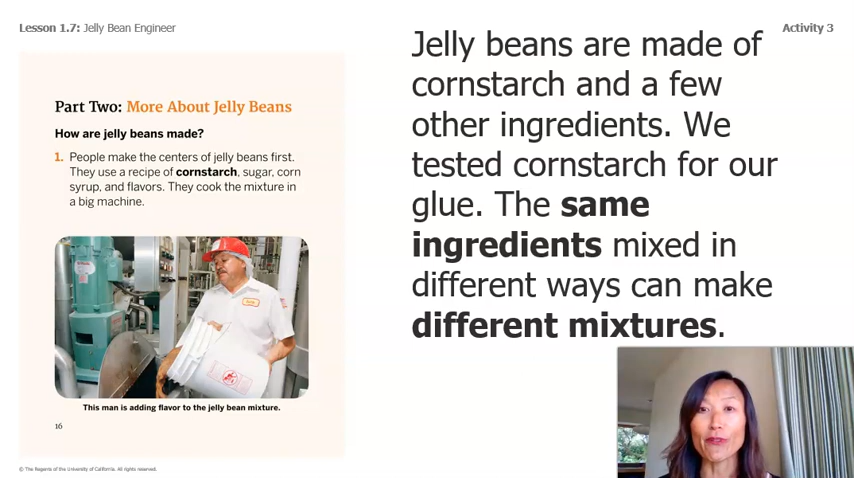 Lesson 1.7: Jelly Bean Engineer
Activity 3
Part Two: More About Jelly Beans
How are jelly beans made?
1. People make the centers of jelly beans first.
They use a recipe of cornstarch, sugar, corn
syrup, and flavors. They cook the mixture in
a big machine.
This man is adding flavor to the jelly bean mixture.
16
Jelly beans are made of
cornstarch and a few
other ingredients. We
tested cornstarch for our
glue. The same
ingredients mixed in
different ways can make
different mixtures.
© The Regents of the University of California. All rights reserved.